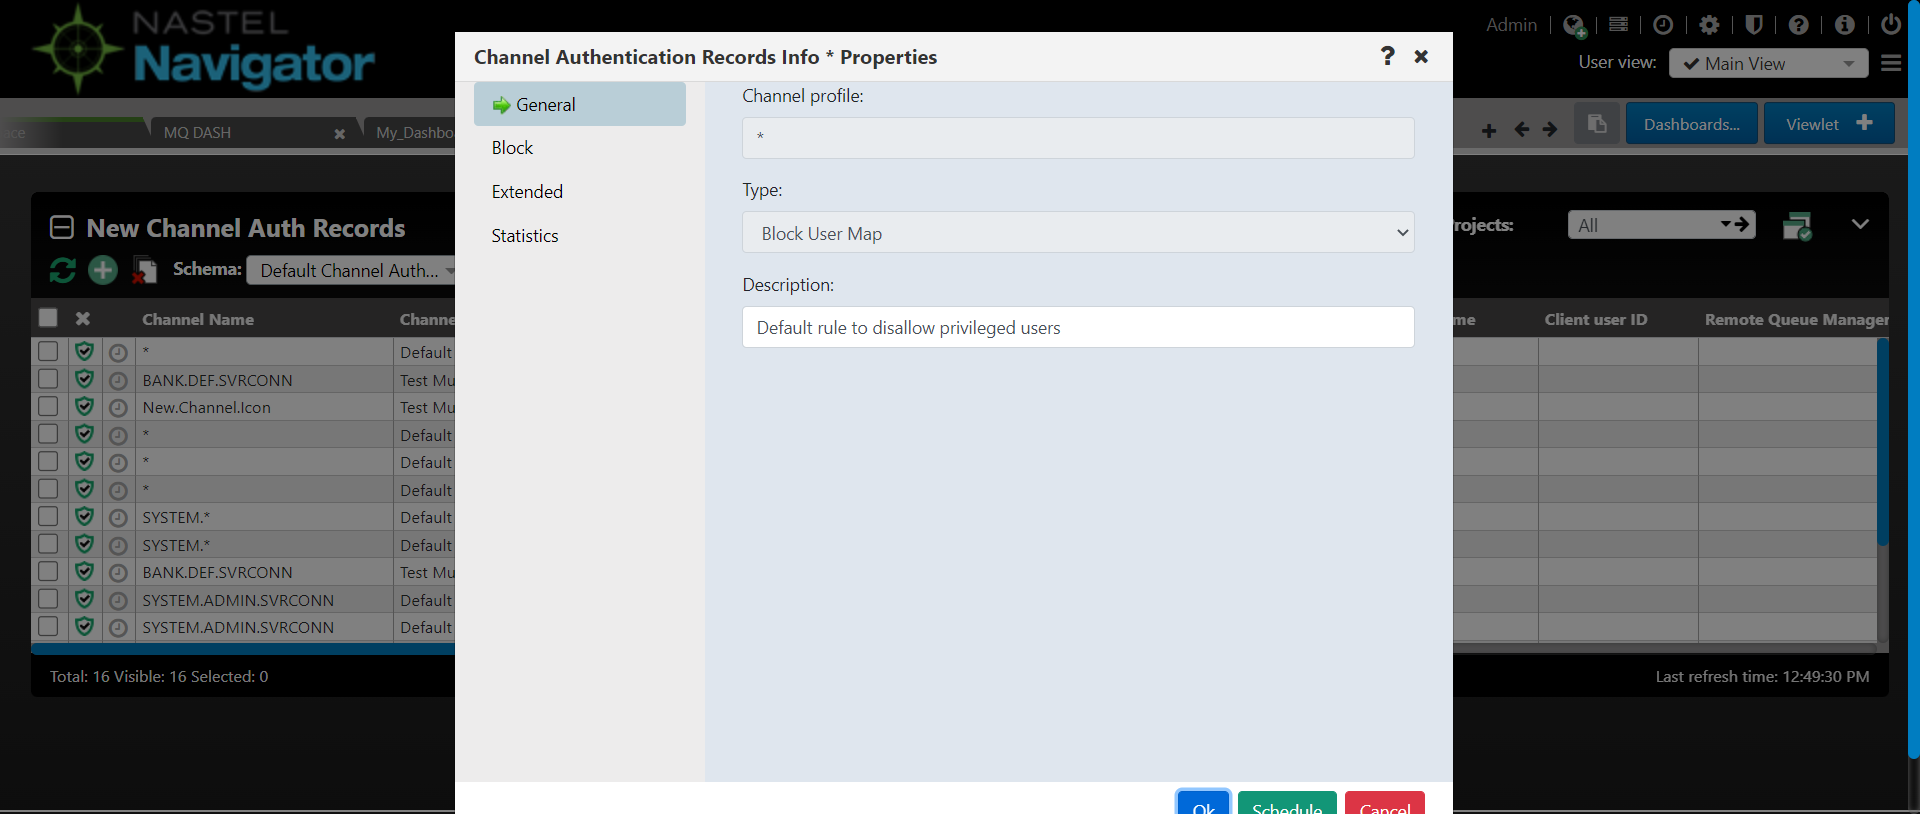 NASTEL
Navigator
Admin
User view:
Main View
ace
MQ DASH
My_Dashbo
Dashboards...
Viewlet
New Channel Auth Records
Schema:
Default Channel Auth...
rojects:
All
Channel Name
Channe
me
Client user ID
Remote Queue Manager
*
Default
BANK.DEF.SVRCONN
Test Mu
New.Channel.Icon
Test Mu
*
Default
*
Default
*
Default
SYSTEM.*
Default
SYSTEM.*
Default
BANK.DEF.SVRCONN
Test Mu
SYSTEM.ADMIN.SVRCONN
Default
SYSTEM.ADMIN.SVRCONN
Default
Total: 16 Visible: 16 Selected: 0
Last refresh time: 12:49:30 PM
Channel Authentication Records Info * Properties
General
Block
Extended
Statistics
Channel profile:
*
Type:
Block User Map
Description:
Default rule to disallow privileged users
Ok
Schedule
Cancel